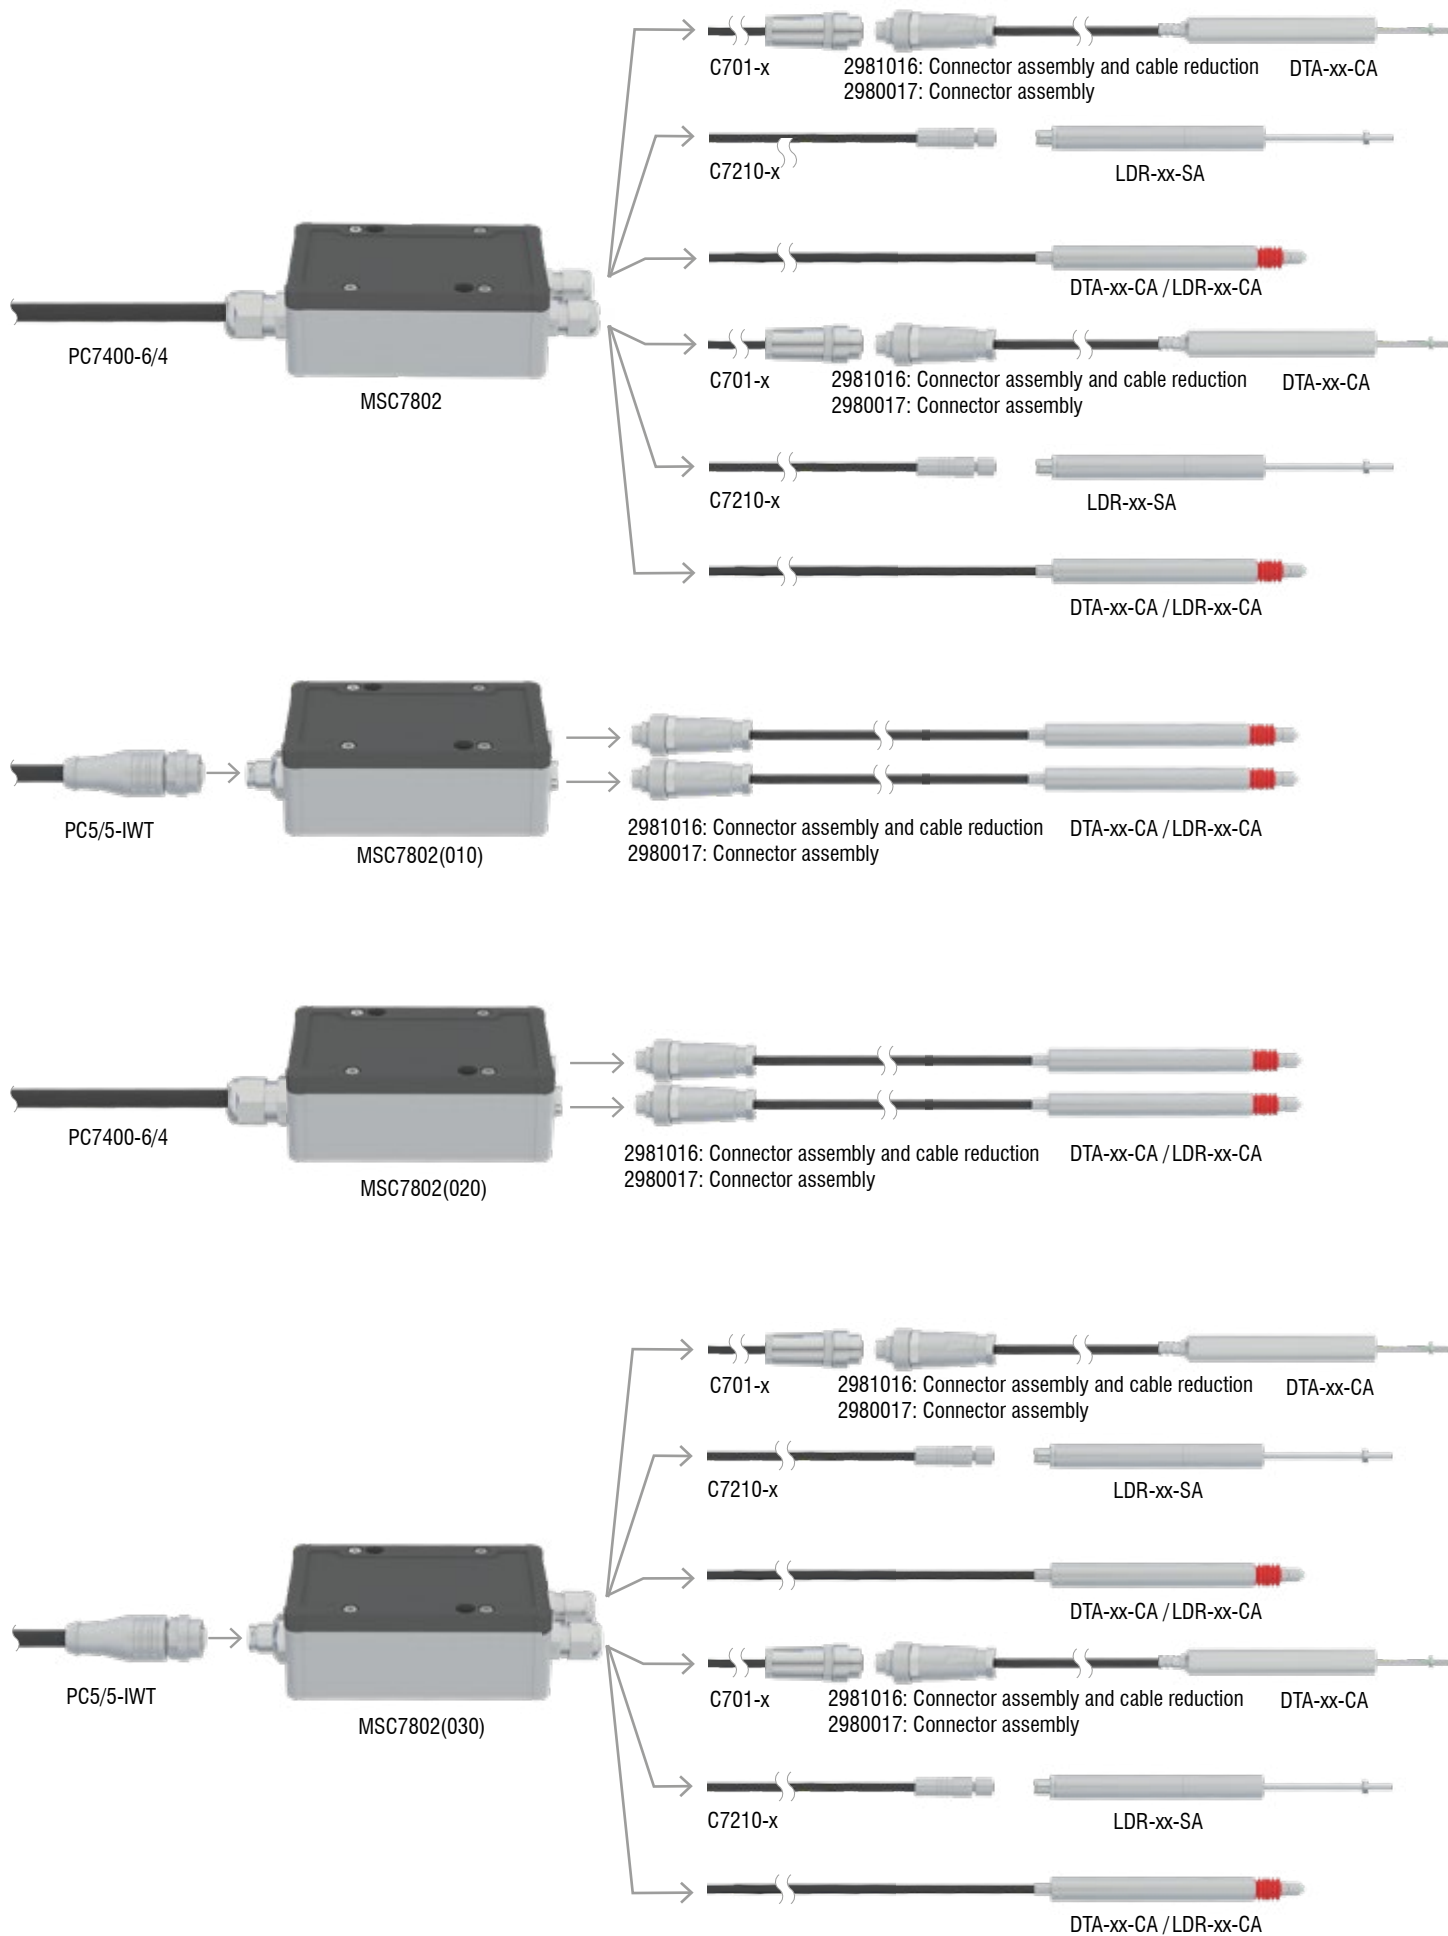 C701-x
2981016: Connector assembly and cable reduction
2980017: Connector assembly
DTA-xx-CA
C7210-x
LDR-xx-SA
DTA-xx-CA / LDR-xx-CA
PC7400-6/4
MSC7802
C701-x
2981016: Connector assembly and cable reduction
2980017: Connector assembly
DTA-xx-CA
C7210-x
LDR-xx-SA
DTA-xx-CA / LDR-xx-CA
PC5/5-IWT
MSC7802(010)
2981016: Connector assembly and cable reduction
2980017: Connector assembly
DTA-xx-CA / LDR-xx-CA
PC7400-6/4
MSC7802(020)
2981016: Connector assembly and cable reduction
2980017: Connector assembly
DTA-xx-CA / LDR-xx-CA
C701-x
2981016: Connector assembly and cable reduction
2980017: Connector assembly
DTA-xx-CA
C7210-x
LDR-xx-SA
DTA-xx-CA / LDR-xx-CA
PC5/5-IWT
MSC7802(030)
C701-x
2981016: Connector assembly and cable reduction
2980017: Connector assembly
DTA-xx-CA
C7210-x
LDR-xx-SA
DTA-xx-CA / LDR-xx-CA